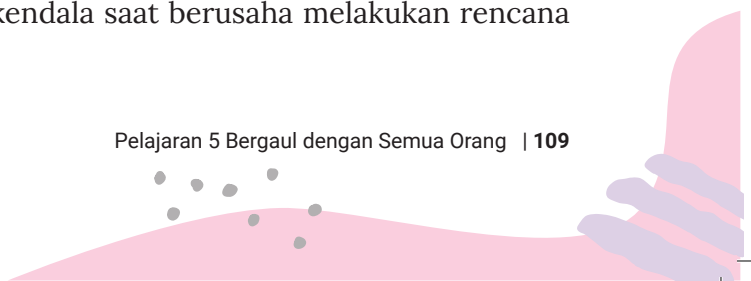 kendala saat berusaha melakukan rencana
Pelajaran 5 Bergaul dengan Semua Orang | 109